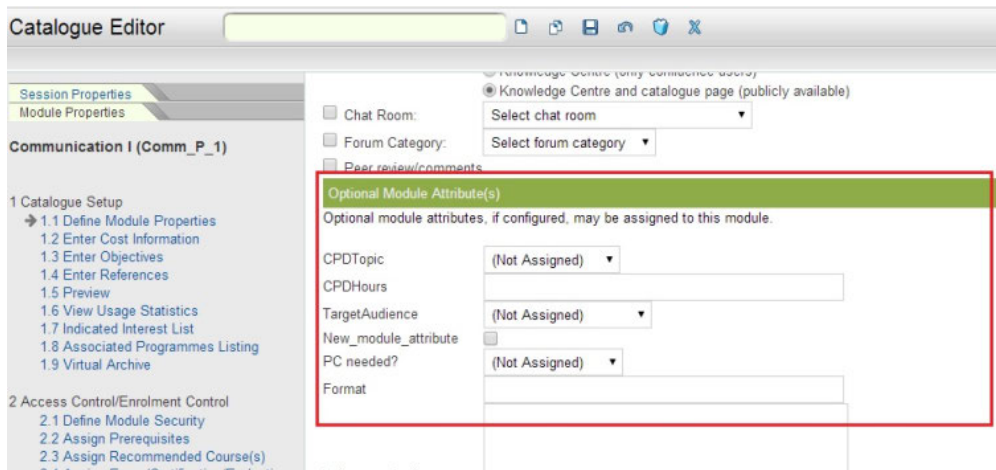 Catalogue Editor
Session Properties
Module Properties
Communication I (Comm_P_1)
1 Catalogue Setup
1.1 Define Module Properties
1.2 Enter Cost Information
1.3 Enter Objectives
1.4 Enter References
1.5 Preview
1.6 View Usage Statistics
1.7 Indicated Interest List
1.8 Associated Programmes Listing
1.9 Virtual Archive
2 Access Control/Enrolment Control
2.1 Define Module Security
2.2 Assign Prerequisites
2.3 Assign Recommended Course(s)
Knowledge Centre and catalogue page (publicly available)
Chat Room: Select chat room
Forum Category: Select forum category
Peer review/comments
Optional Module Attribute(s)
Optional module attributes, if configured, may be assigned to this module.
CPDTopic (Not Assigned)
CPDHours
TargetAudience (Not Assigned)
New_module_attribute
PC needed? (Not Assigned)
Format